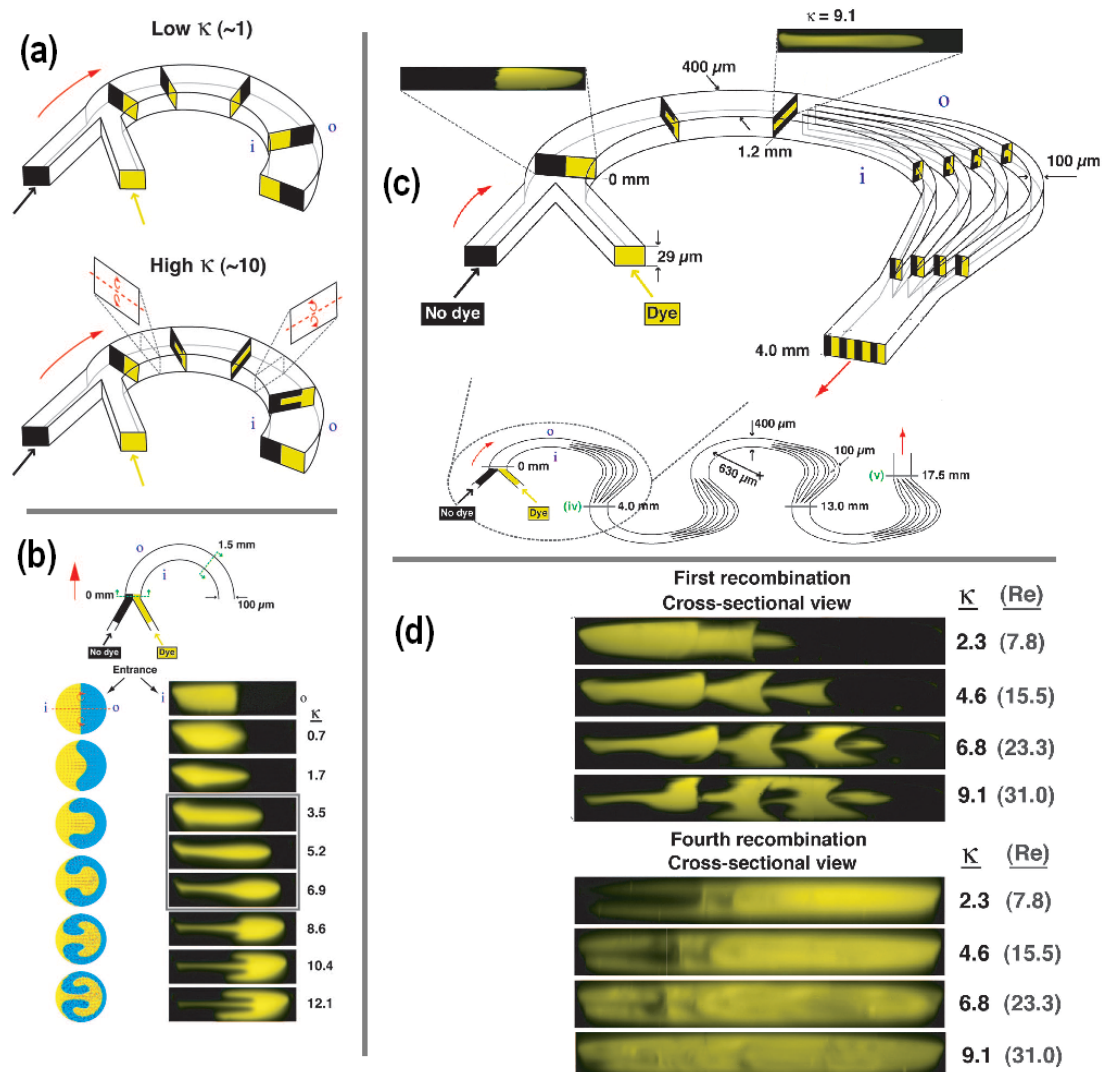 (a)
Low κ (~1)
o
i
High κ (~10)
i
o
(b)
o
1.5 mm
i
0 mm
100 µm
No dye
Dye
Entrance
i
o
i
o
κ
0.7
1.7
3.5
5.2
6.9
8.6
10.4
12.1
(c)
κ = 9.1
400 µm
o
1.2 mm
100 µm
0 mm
i
29 µm
No dye
Dye
4.0 mm
o
i
0 mm
400 µm
100 µm
630 µm
(v)
17.5 mm
No dye
Dye
(iv)
4.0 mm
13.0 mm
(d)
First recombination
Cross-sectional view
κ (Re)
2.3 (7.8)
4.6 (15.5)
6.8 (23.3)
9.1 (31.0)
Fourth recombination
Cross-sectional view
κ (Re)
2.3 (7.8)
4.6 (15.5)
6.8 (23.3)
9.1 (31.0)